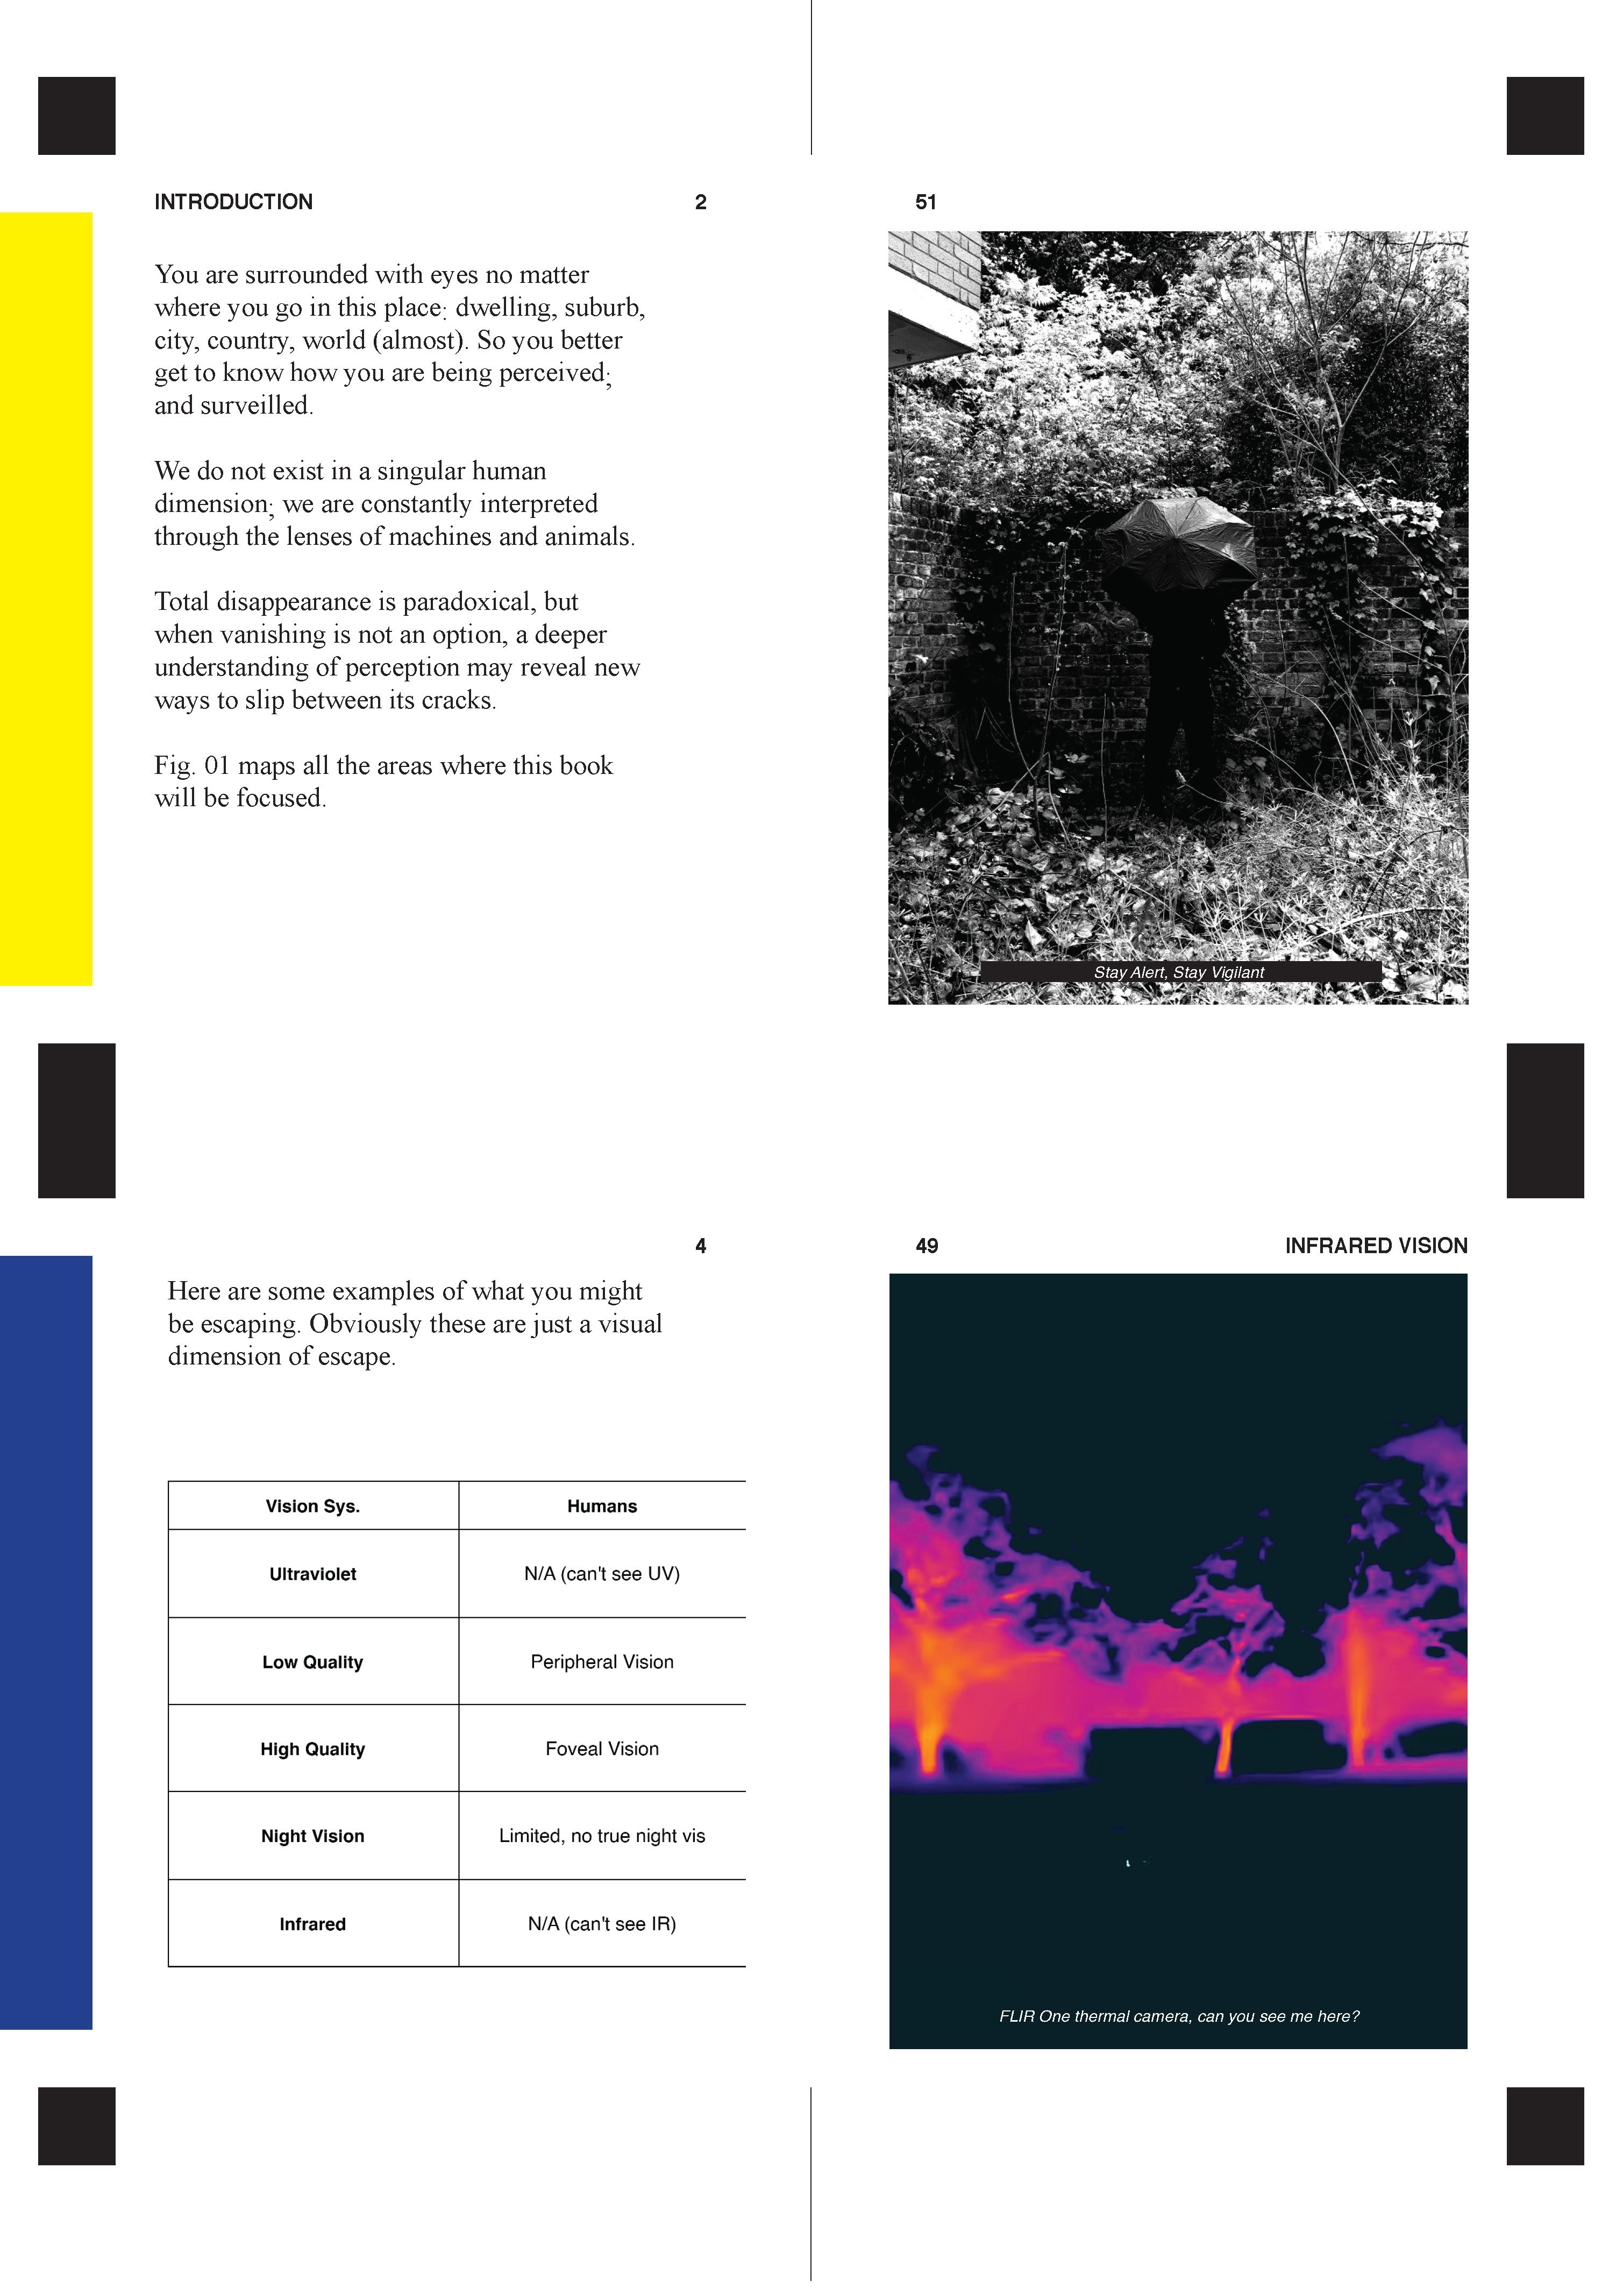 INTRODUCTION 2
You are surrounded with eyes no matter
where you go in this place: dwelling, suburb,
city, country, world (almost). So you better
get to know how you are being perceived;
and surveilled.
We do not exist in a singular human
dimension; we are constantly interpreted
through the lenses of machines and animals.
Total disappearance is paradoxical, but
when vanishing is not an option, a deeper
understanding of perception may reveal new
ways to slip between its cracks.
Fig. 01 maps all the areas where this book
will be focused.
51
Stay Alert, Stay Vigilant
4
Here are some examples of what you might
be escaping. Obviously these are just a visual
dimension of escape.
Vision Sys. Humans
Ultraviolet N/A (can't see UV)
Low Quality Peripheral Vision
High Quality Foveal Vision
Night Vision Limited, no true night vis
Infrared N/A (can't see IR)
49 INFRARED VISION
FLIR One thermal camera, can you see me here?